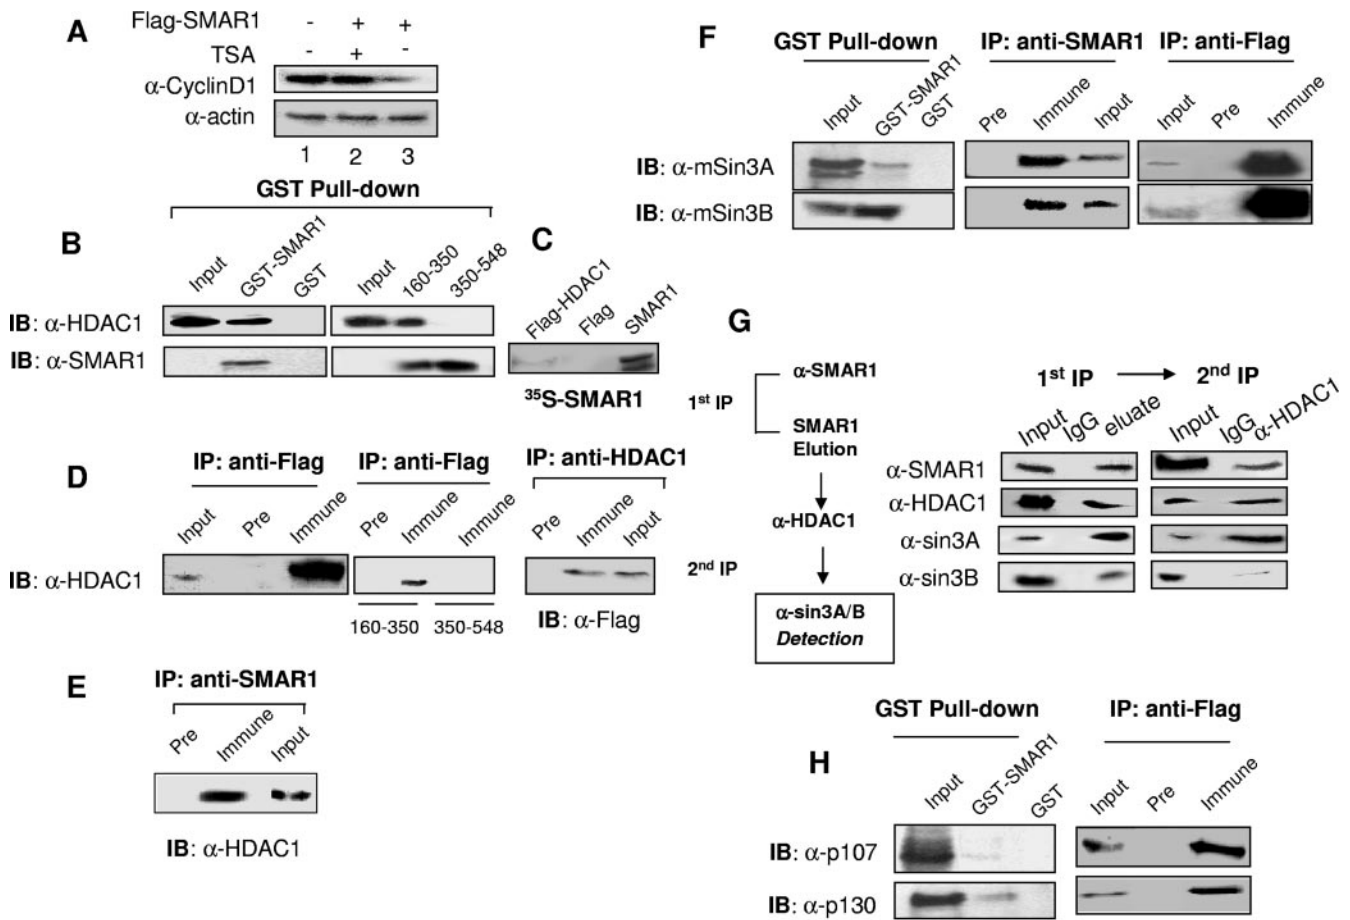 A
Flag-SMAR1 - + +
TSA - + -
α-CyclinD1
α-actin
1 2 3
GST Pull-down
B
Input GST-SMAR1 GST Input 160-350 350-548
IB: α-HDAC1
IB: α-SMAR1
C
Flag-HDAC1 Flag SMAR1
35S-SMAR1
D
IP: anti-Flag IP: anti-Flag IP: anti-HDAC1
Input Pre Immune Pre Immune Immune Pre Immune Input
IB: α-HDAC1
160-350 350-548
IB: α-Flag
E
IP: anti-SMAR1
Pre Immune Input
IB: α-HDAC1
F
GST Pull-down IP: anti-SMAR1 IP: anti-Flag
Input GST-SMAR1 GST Pre Immune Input Input Pre Immune
IB: α-mSin3A
IB: α-mSin3B
G
α-SMAR1
1st IP
SMAR1
Elution
α-HDAC1
2nd IP
α-sin3A/B
Detection
1st IP 2nd IP
Input IgG eluate Input IgG α-HDAC1
α-SMAR1
α-HDAC1
α-sin3A
α-sin3B
H
GST Pull-down IP: anti-Flag
Input GST-SMAR1 GST Input Pre Immune
IB: α-p107
IB: α-p130